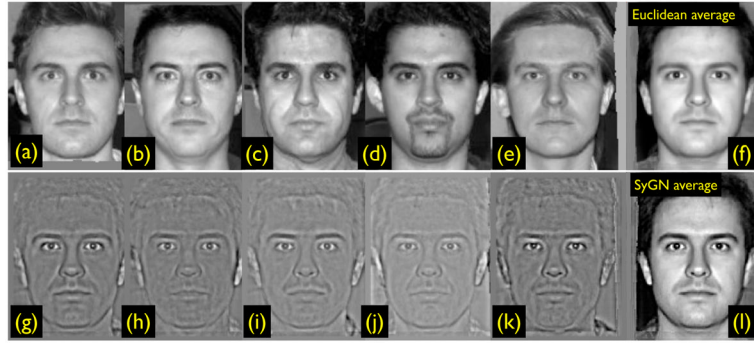 Euclidean average
(a)
(b)
(c)
(d)
(e)
(f)
SyGN average
(g)
(h)
(i)
(j)
(k)
(l)